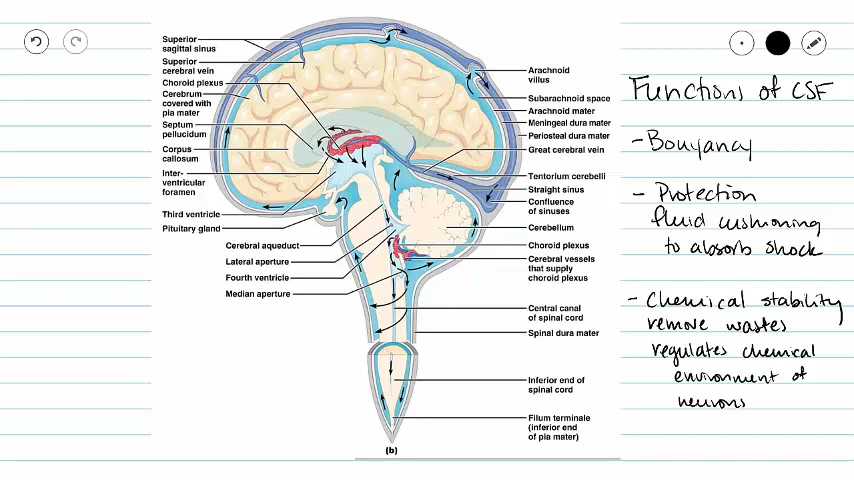 Superior
sagittal sinus
Superior
cerebral vein
Choroid plexus
Cerebrum
covered with
pia mater
Septum
pellucidum
Corpus
callosum
Inter-
ventricular
foramen
Third ventricle
Pituitary gland
Cerebral aqueduct
Lateral aperture
Fourth ventricle
Median aperture
Arachnoid
villus
Subarachnoid space
Arachnoid mater
Meningeal dura mater
Periosteal dura mater
Great cerebral vein
Tentorium cerebelli
Straight sinus
Confluence
of sinuses
Cerebellum
Choroid plexus
Cerebral vessels
that supply
choroid plexus
Central canal
of spinal cord
Spinal dura mater
Inferior end of
spinal cord
Filum terminale
(inferior end
of pia mater)
(b)
Functions of CSF
- Bouyancy
- Protection
fluid cushioning
to absorb shock
- Chemical stability
remove wastes
regulates chemical
environment of
neurons